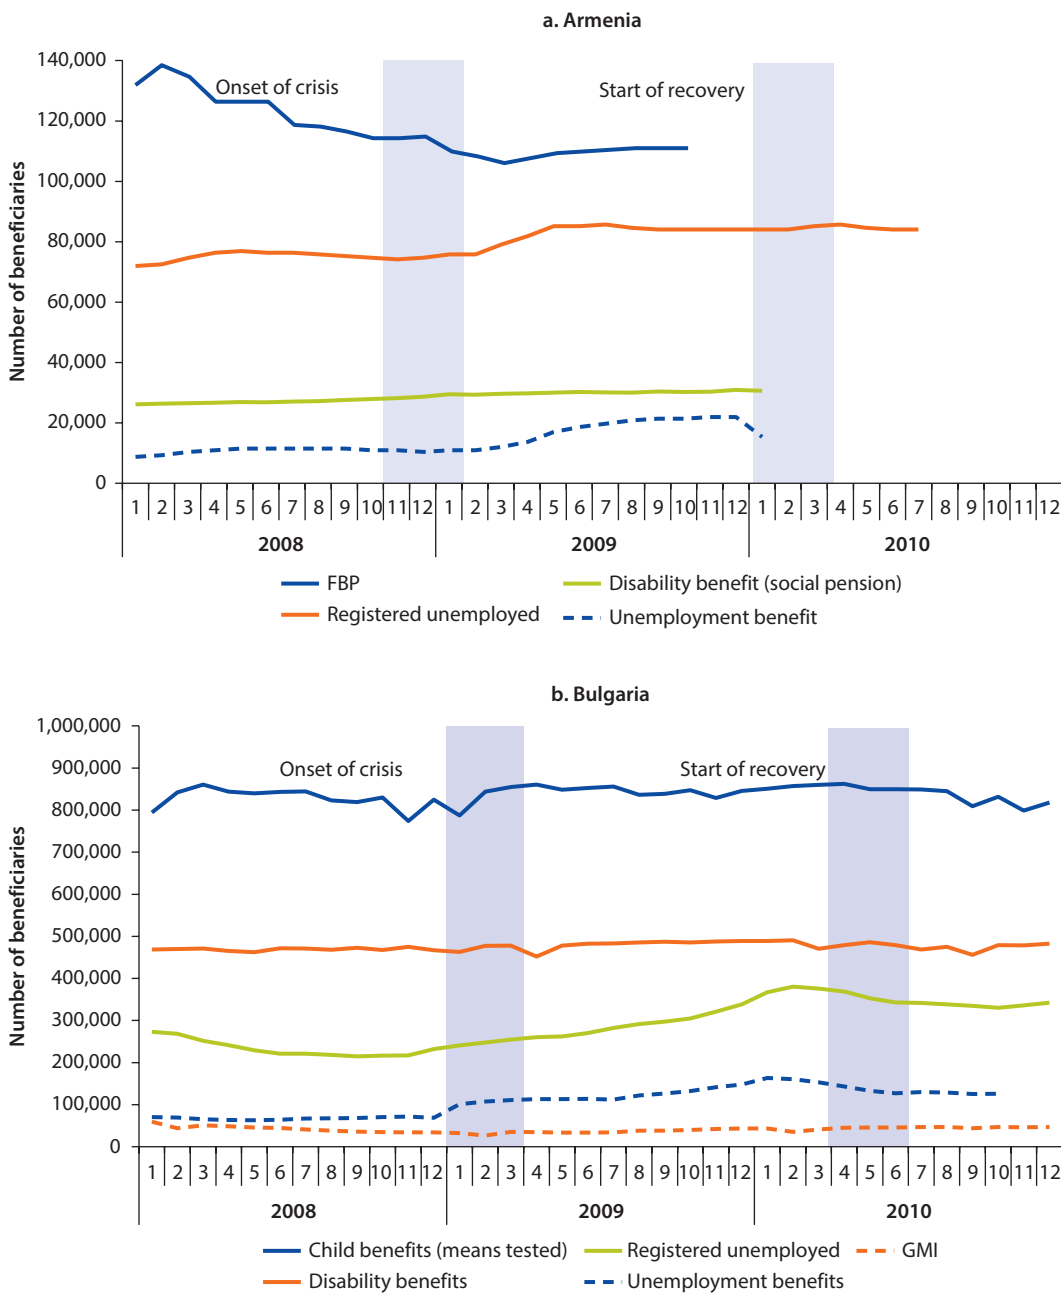 a. Armenia
140,000
120,000
100,000
80,000
60,000
40,000
20,000
0
Number of beneficiaries
Onset of crisis
Start of recovery
1 2 3 4 5 6 7 8 9 10 11 12 1 2 3 4 5 6 7 8 9 10 11 12 1 2 3 4 5 6 7 8 9 10 11 12
2008 2009 2010
FBP Disability benefit (social pension)
Registered unemployed Unemployment benefit
b. Bulgaria
1,000,000
900,000
800,000
700,000
600,000
500,000
400,000
300,000
200,000
100,000
0
Number of beneficiaries
Onset of crisis
Start of recovery
1 2 3 4 5 6 7 8 9 10 11 12 1 2 3 4 5 6 7 8 9 10 11 12 1 2 3 4 5 6 7 8 9 10 11 12
2008 2009 2010
Child benefits (means tested) Registered unemployed GMI
Disability benefits Unemployment benefits